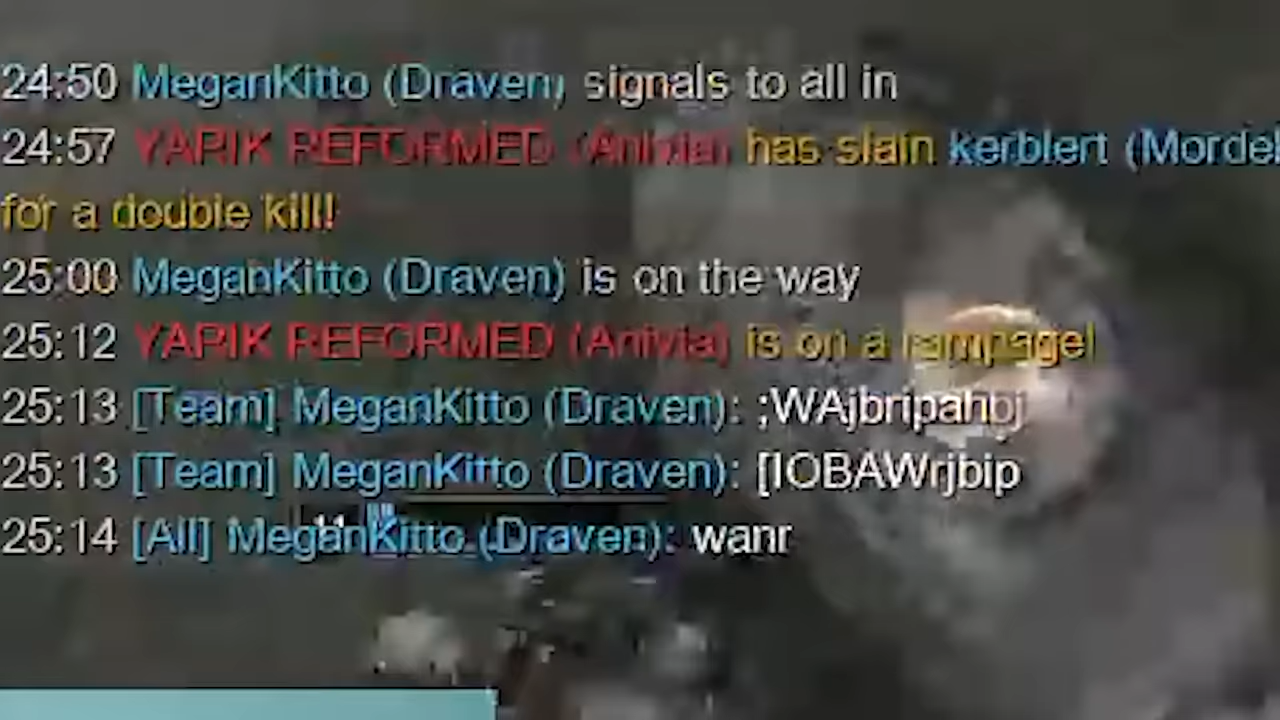 24:50 MeganKitto (Draven) signals to all in
24:57 YARIK REFORMED (Anivia) has slain kerblert (Mordel
for a double kill!
25:00 MeganKitto (Draven) is on the way
25:12 YARIK REFORMED (Anivia) is on a rampage!
25:13 [Team] MeganKitto (Draven): ;WAjbripahoj
25:13 [Team] MeganKitto (Draven): [IOBAWrjbip
25:14 [All] MeganKitto (Draven): wanr